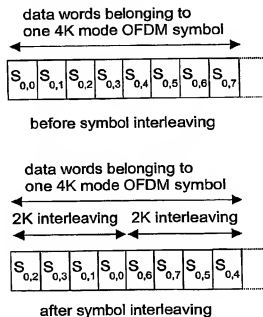 data words belonging to
one 4K mode OFDM symbol
S0,0 S0,1 S0,2 S0,3 S0,4 S0,5 S0,6 S0,7
before symbol interleaving
data words belonging to
one 4K mode OFDM symbol
2K interleaving 2K interleaving
S0,2 S0,3 S0,1 S0,0 S0,6 S0,7 S0,5 S0,4
after symbol interleaving